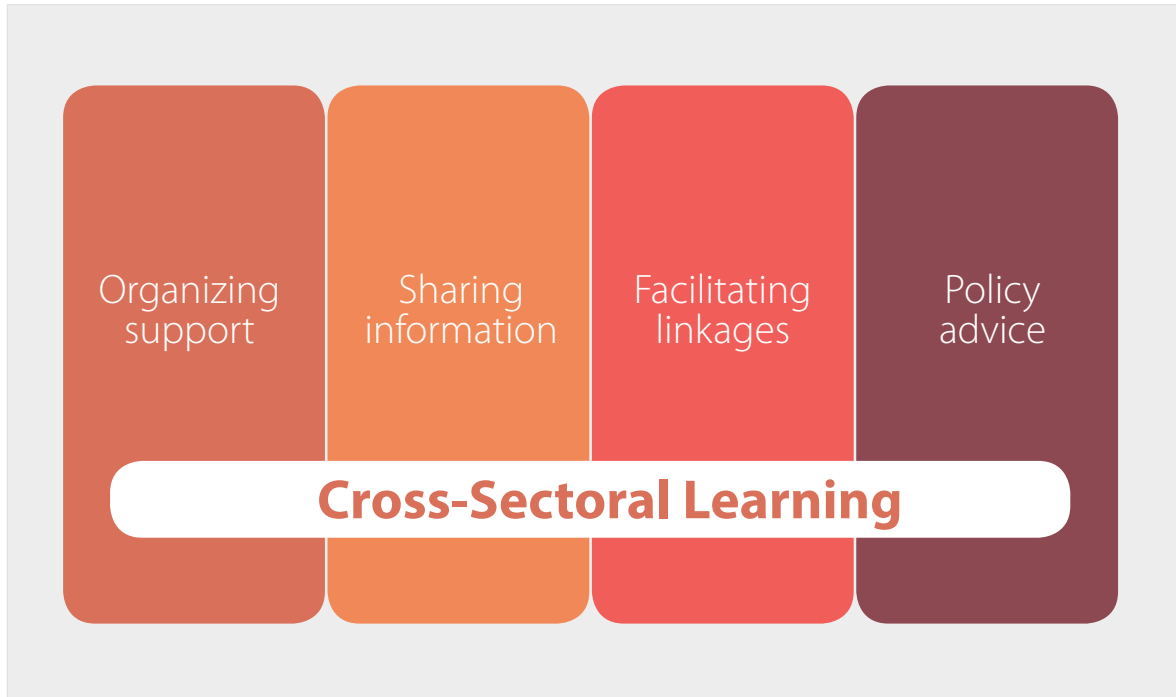 Organizing
support
Sharing
information
Facilitating
linkages
Policy
advice
Cross-Sectoral Learning